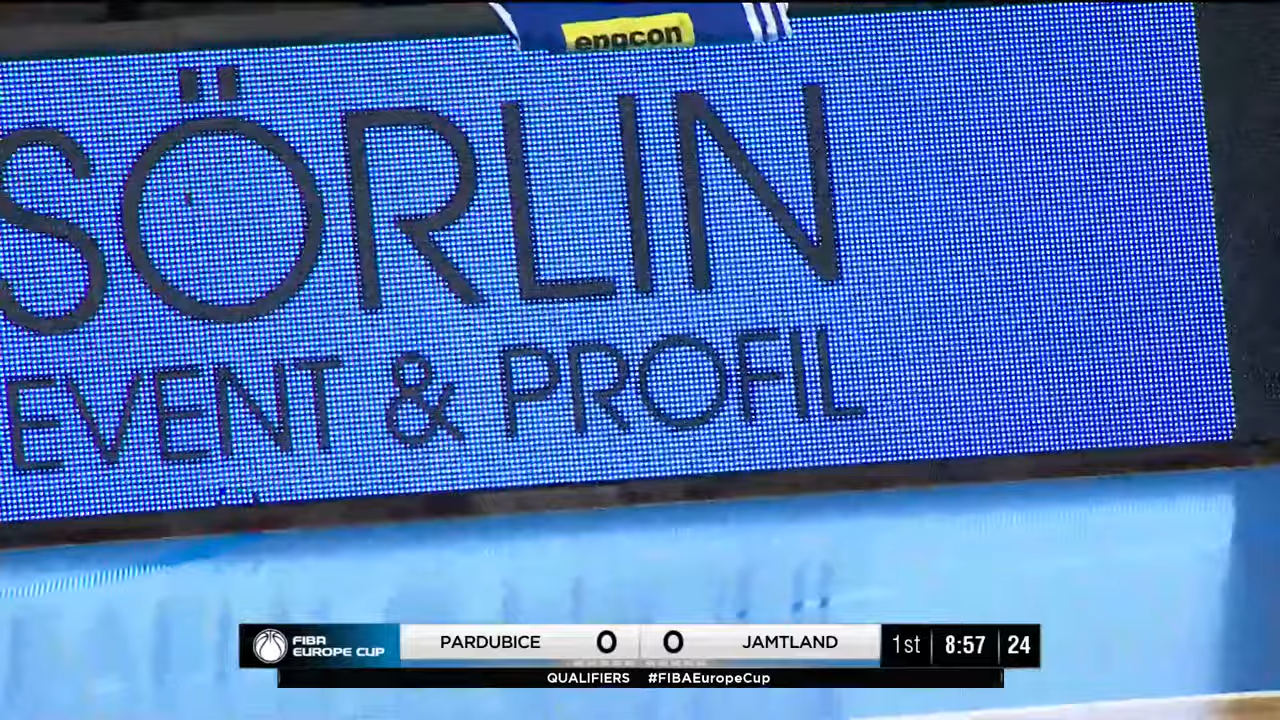 engcon
SÖRLIN
EVENT & PROFIL
FIBA
EUROPE CUP
PARDUBICE 0 0 JAMTLAND 1st 8:57 24
QUALIFIERS #FIBAEuropeCup